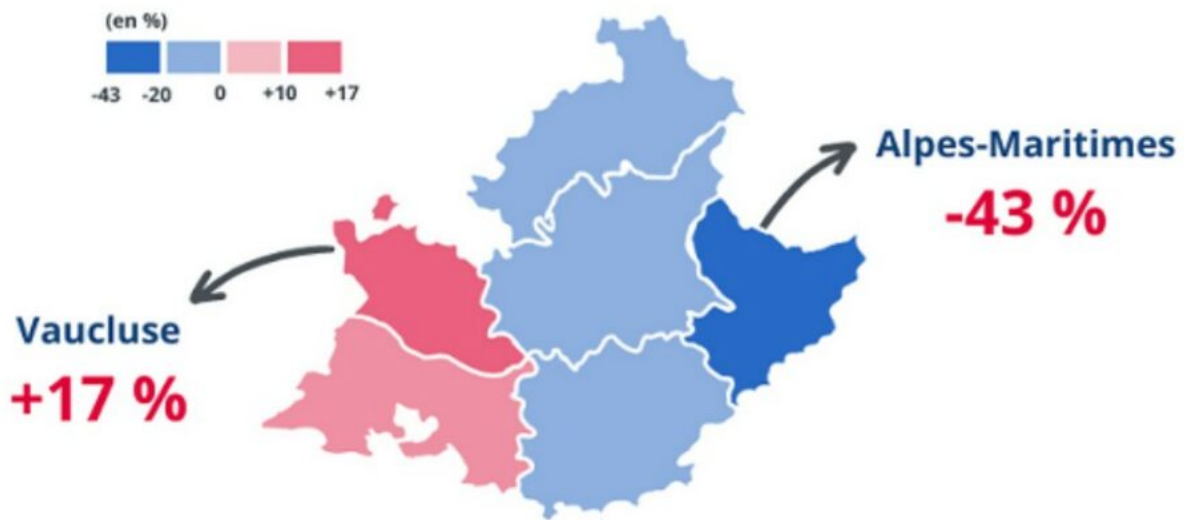 (en %)
-43 -20 0 +10 +17
Alpes-Maritimes
-43 %
Vaucluse
+17 %